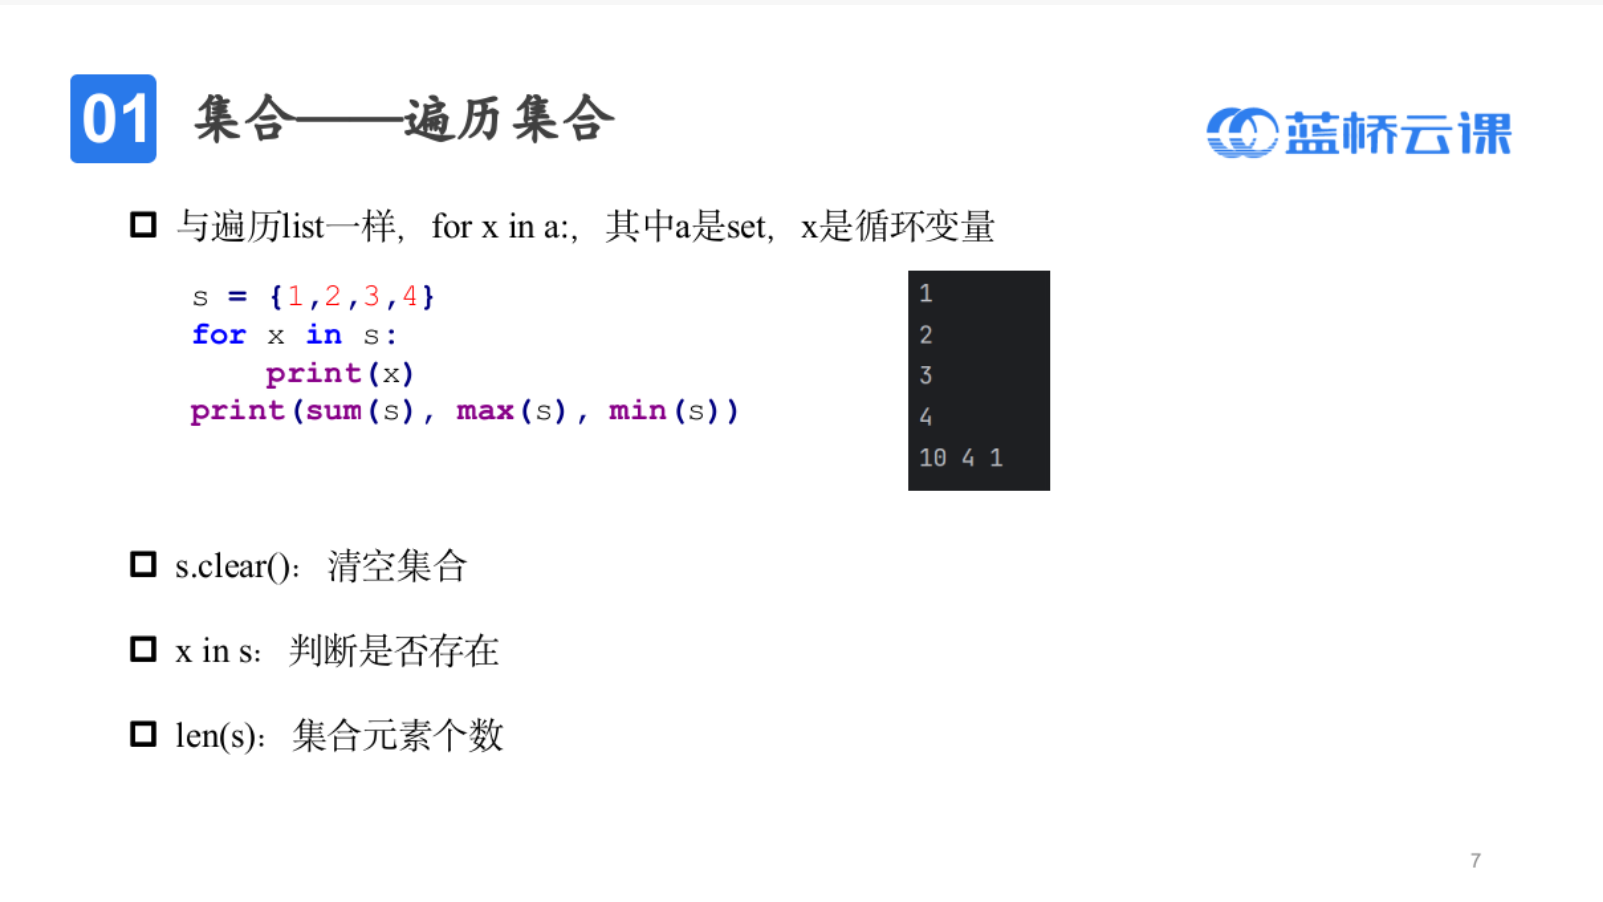 01 集合——遍历集合
蓝桥云课
与遍历list一样，for x in a:，其中a是set，x是循环变量
s = {1,2,3,4}
for x in s:
    print(x)
print(sum(s), max(s), min(s))
1
2
3
4
10 4 1
s.clear()：清空集合
x in s：判断是否存在
len(s)：集合元素个数
7